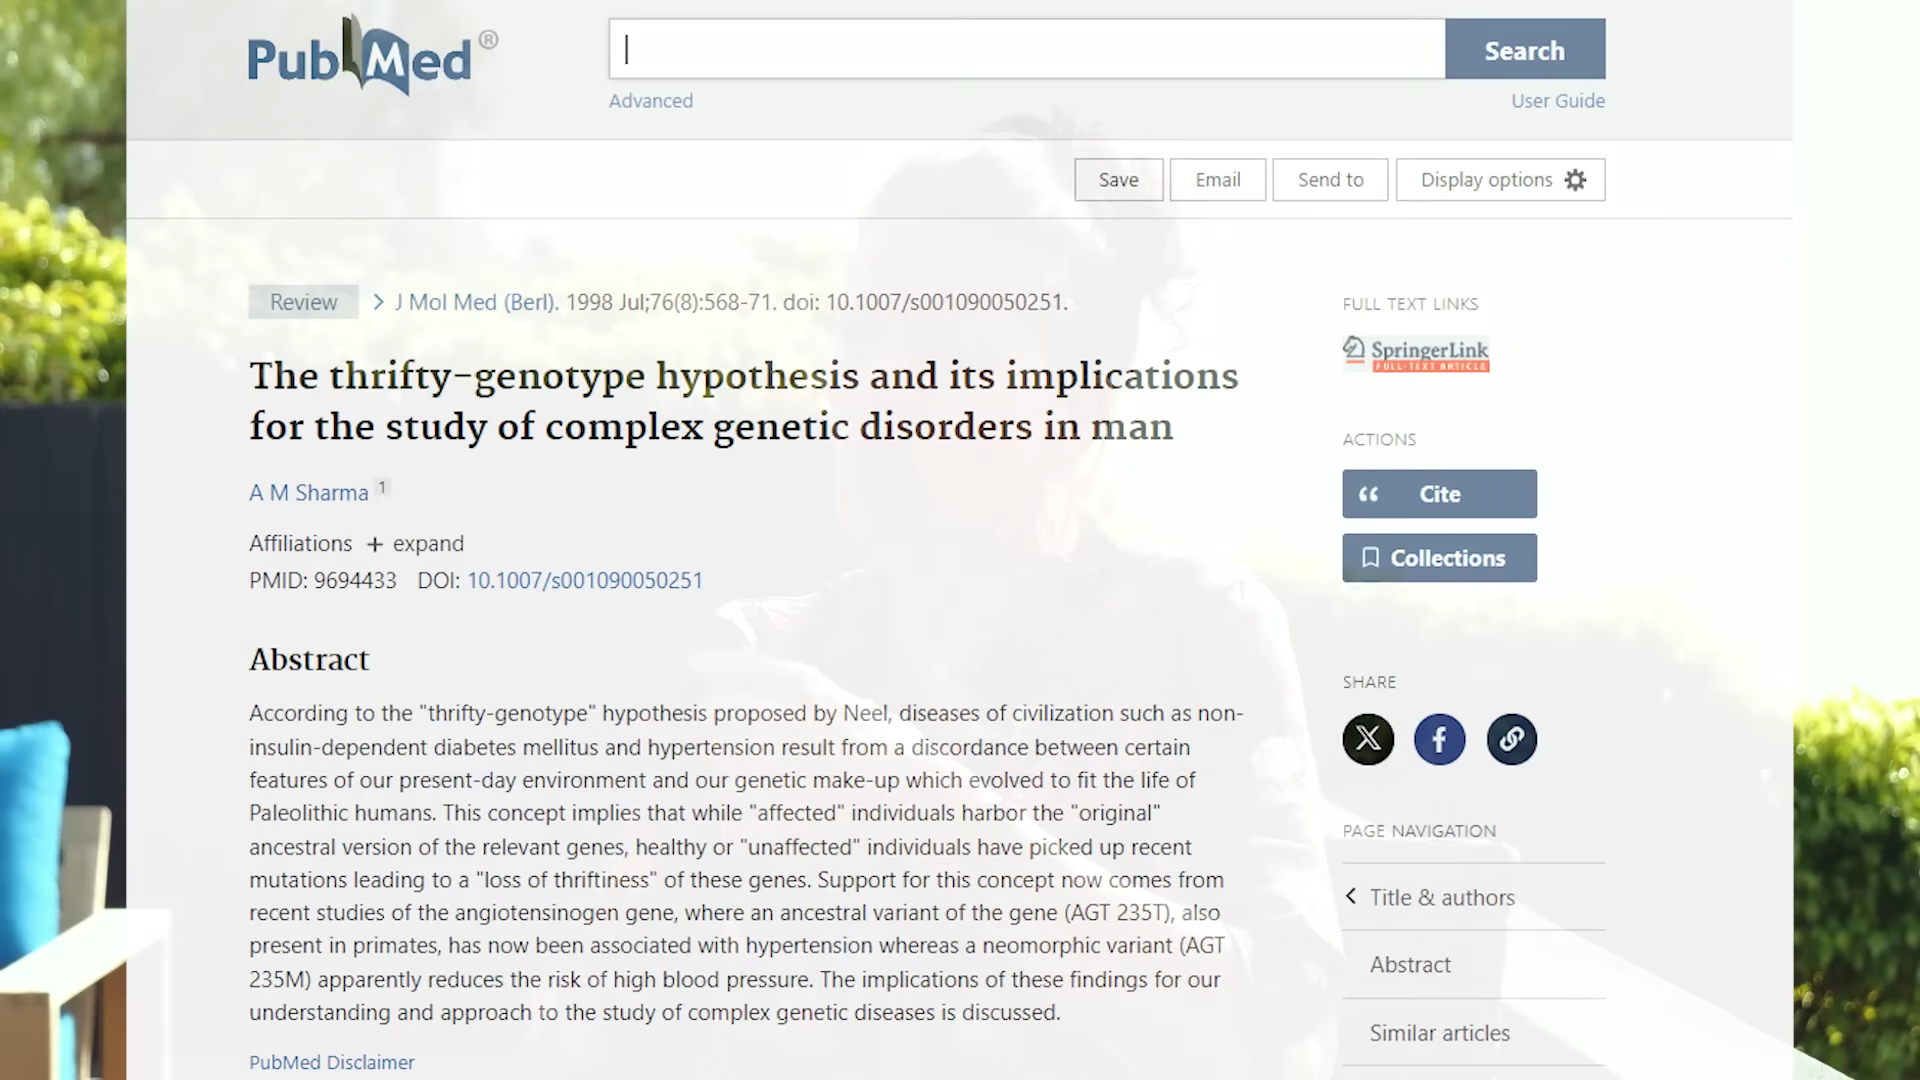 PubMed®
Search
Advanced
User Guide
Save
Email
Send to
Display options
Review
J Mol Med (Berl). 1998 Jul;76(8):568-71. doi: 10.1007/s001090050251.
The thrifty-genotype hypothesis and its implications
for the study of complex genetic disorders in man
A M Sharma 1
Affiliations + expand
PMID: 9694433 DOI: 10.1007/s001090050251
Abstract
According to the "thrifty-genotype" hypothesis proposed by Neel, diseases of civilization such as non-
insulin-dependent diabetes mellitus and hypertension result from a discordance between certain
features of our present-day environment and our genetic make-up which evolved to fit the life of
Paleolithic humans. This concept implies that while "affected" individuals harbor the "original"
ancestral version of the relevant genes, healthy or "unaffected" individuals have picked up recent
mutations leading to a "loss of thriftiness" of these genes. Support for this concept now comes from
recent studies of the angiotensinogen gene, where an ancestral variant of the gene (AGT 235T), also
present in primates, has now been associated with hypertension whereas a neomorphic variant (AGT
235M) apparently reduces the risk of high blood pressure. The implications of these findings for our
understanding and approach to the study of complex genetic diseases is discussed.
PubMed Disclaimer
FULL TEXT LINKS
SpringerLink
FULL-TEXT ARTICLE
ACTIONS
Cite
Collections
SHARE
PAGE NAVIGATION
Title & authors
Abstract
Similar articles